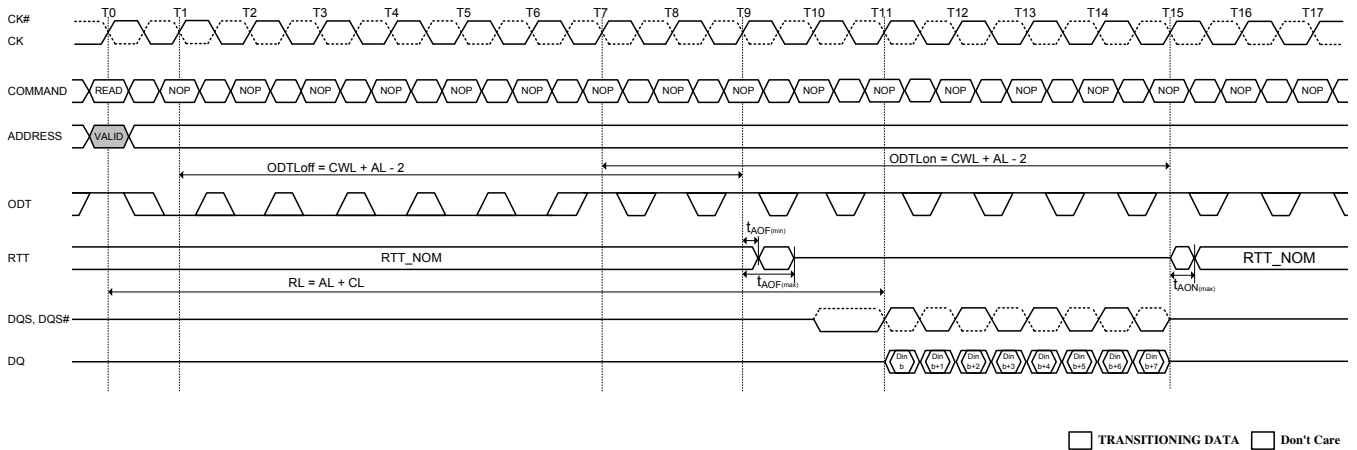 CK#
CK
T0 T1 T2 T3 T4 T5 T6 T7 T8 T9 T10 T11 T12 T13 T14 T15 T16 T17
COMMAND READ NOP NOP NOP NOP NOP NOP NOP NOP NOP NOP NOP NOP NOP NOP NOP NOP NOP
ADDRESS VALID
ODTLoff = CWL + AL - 2
ODTLon = CWL + AL - 2
ODT
tAOF(min)
RTT RTT_NOM RTT_NOM
tAOF(max)
tAON(max)
RL = AL + CL
DQS, DQS#
DQ Din b Din b+1 Din b+2 Din b+3 Din b+4 Din b+5 Din b+6 Din b+7
TRANSITIONING DATA Don't Care